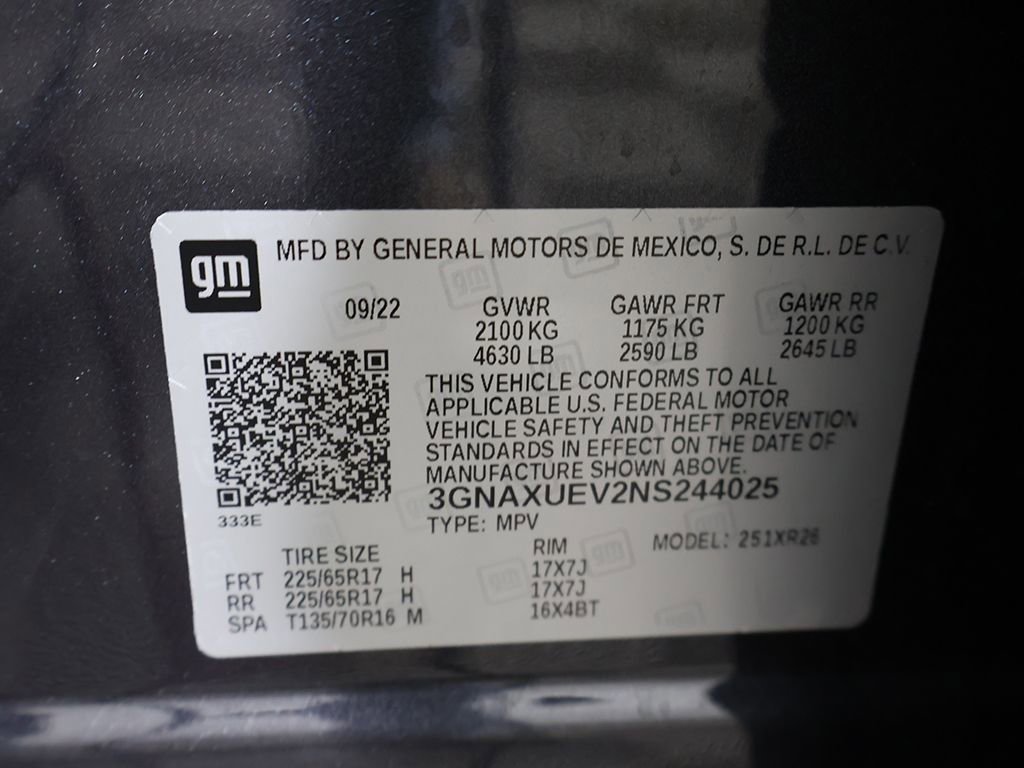 gm
MFD BY GENERAL MOTORS DE MEXICO, S. DE R.L. DE C.V.
09/22
GVWR GAWR FRT GAWR RR
2100 KG 1175 KG 1200 KG
4630 LB 2590 LB 2645 LB
THIS VEHICLE CONFORMS TO ALL
APPLICABLE U.S. FEDERAL MOTOR
VEHICLE SAFETY AND THEFT PREVENTION
STANDARDS IN EFFECT ON THE DATE OF
MANUFACTURE SHOWN ABOVE.
3GNAXUEV2NS244025
333E
TYPE: MPV
MODEL: 251XR26
TIRE SIZE RIM
FRT 225/65R17 H 17X7J
RR 225/65R17 H 17X7J
SPA T135/70R16 M 16X4BT